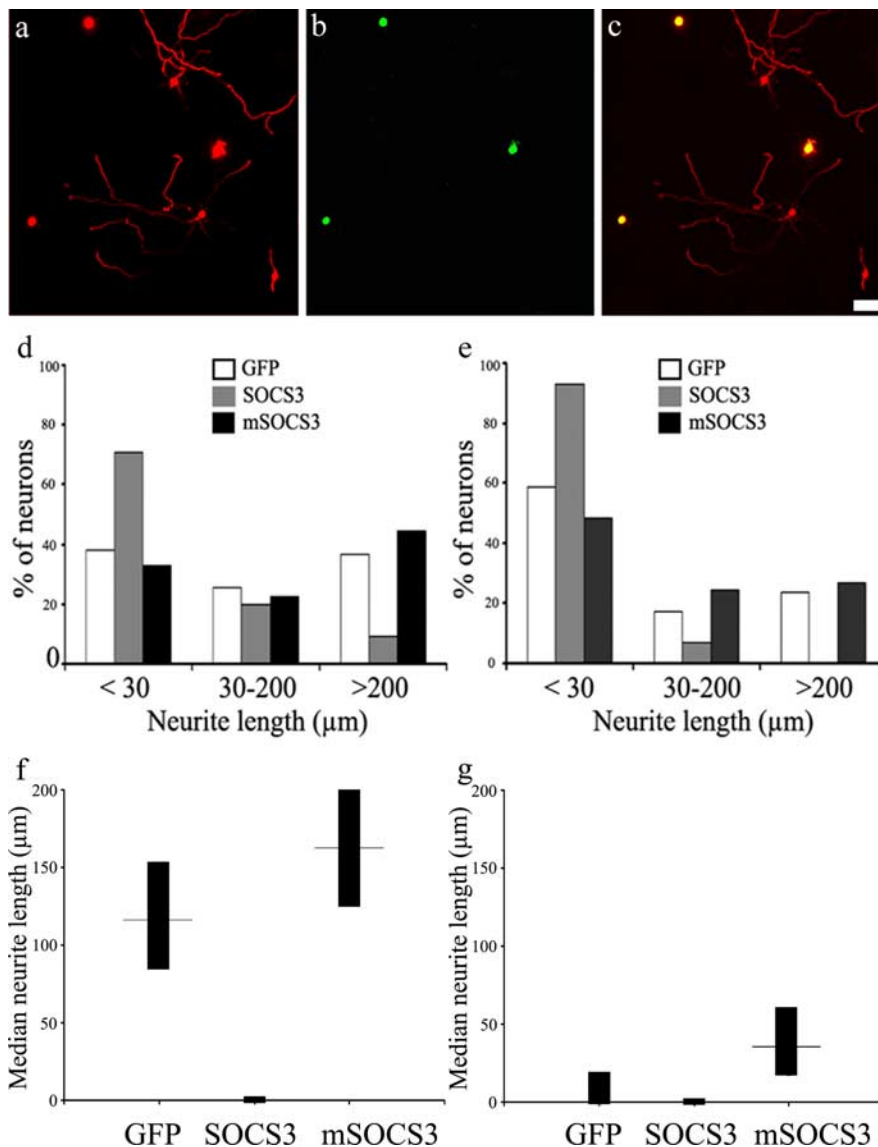 a b c
d
% of neurons
100
80
60
40
20
0
GFP
SOCS3
mSOCS3
< 30 30-200 >200
Neurite length (µm)
e
% of neurons
100
80
60
40
20
0
GFP
SOCS3
mSOCS3
< 30 30-200 >200
Neurite length (µm)
f
Median neurite length (µm)
200
150
100
50
0
GFP SOCS3 mSOCS3
g
Median neurite length (µm)
200
150
100
50
0
GFP SOCS3 mSOCS3